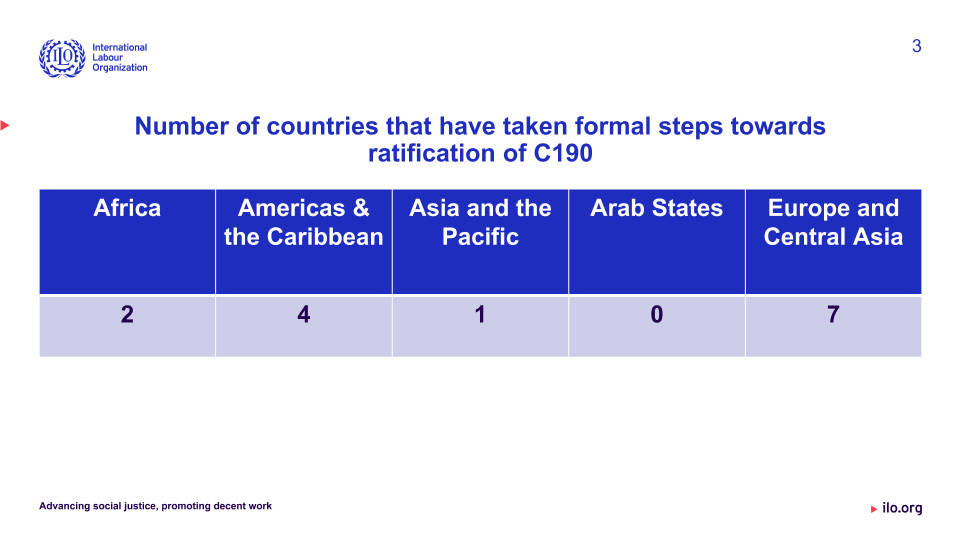 International
Labour
Organization
3
Number of countries that have taken formal steps towards
ratification of C190
Africa
Americas &
the Caribbean
Asia and the
Pacific
Arab States
Europe and
Central Asia
2
4
1
0
7
Advancing social justice, promoting decent work
ilo.org